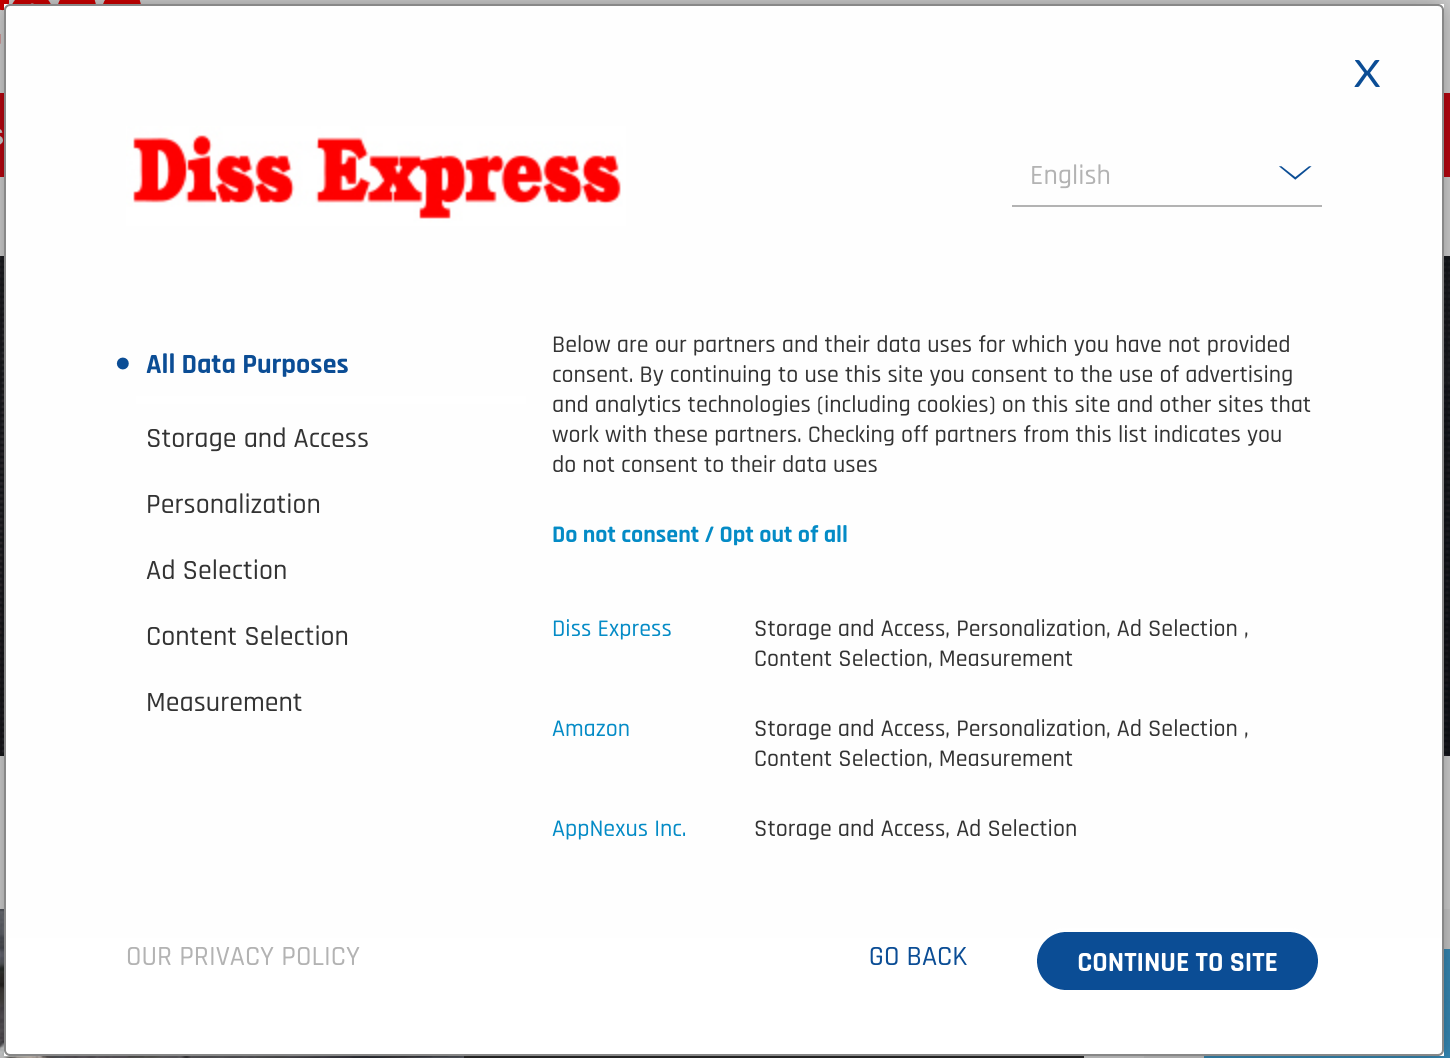 X
Diss Express
English
All Data Purposes
Storage and Access
Personalization
Ad Selection
Content Selection
Measurement
Below are our partners and their data uses for which you have not provided
consent. By continuing to use this site you consent to the use of advertising
and analytics technologies (including cookies) on this site and other sites that
work with these partners. Checking off partners from this list indicates you
do not consent to their data uses
Do not consent / Opt out of all
Diss Express
Storage and Access, Personalization, Ad Selection ,
Content Selection, Measurement
Amazon
Storage and Access, Personalization, Ad Selection ,
Content Selection, Measurement
AppNexus Inc.
Storage and Access, Ad Selection
OUR PRIVACY POLICY
GO BACK
CONTINUE TO SITE